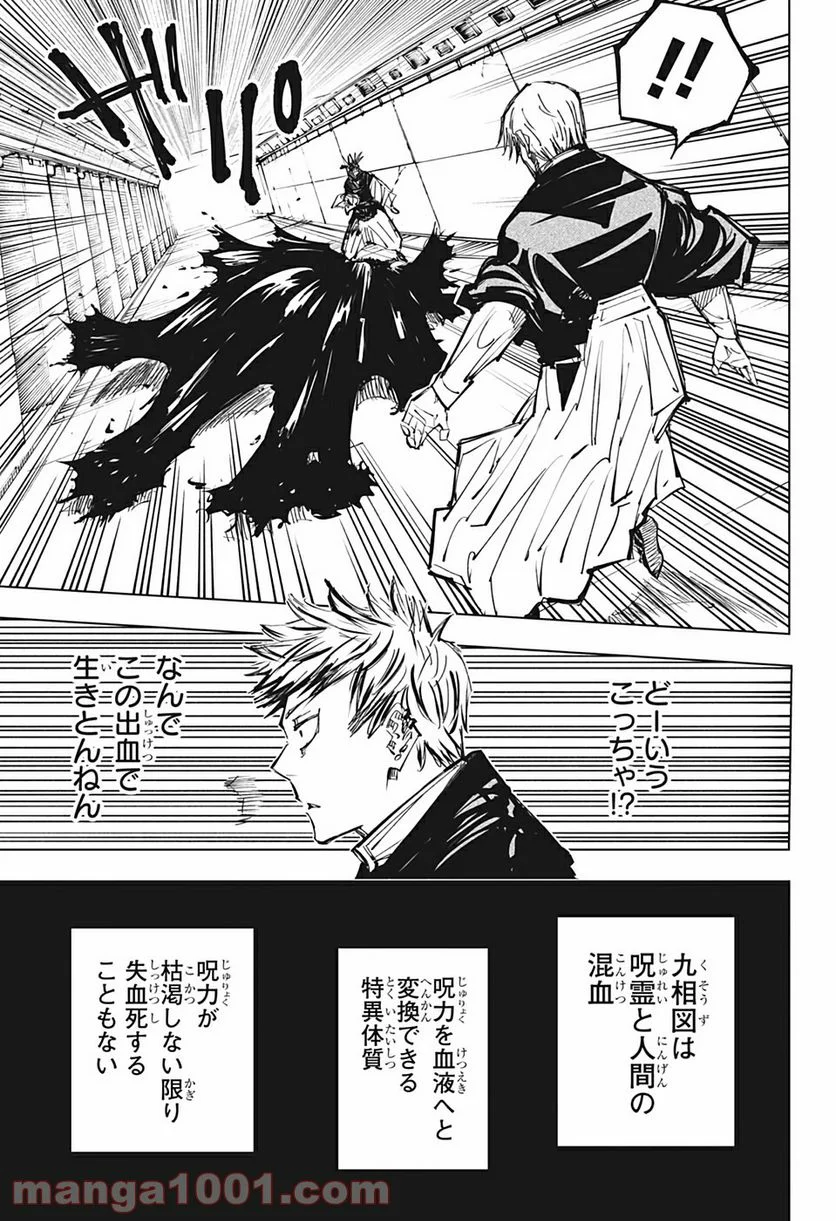 !!
ドパッ
どーいう
こっちゃ!?
なんで
この出血で
生きとんねん
九相図は
呪霊と人間の
混血
呪力を血液へと
変換できる
特異体質
呪力が
枯渇しない限り
失血死する
こともない
manga1001.com